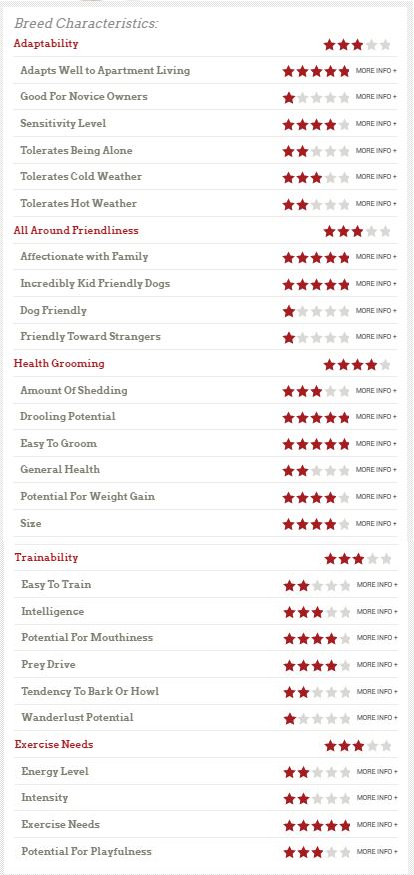 Breed Characteristics:
Adaptability
Adapts Well to Apartment Living MORE INFO +
Good For Novice Owners MORE INFO +
Sensitivity Level MORE INFO +
Tolerates Being Alone MORE INFO +
Tolerates Cold Weather MORE INFO +
Tolerates Hot Weather MORE INFO +
All Around Friendliness
Affectionate with Family MORE INFO +
Incredibly Kid Friendly Dogs MORE INFO +
Dog Friendly MORE INFO +
Friendly Toward Strangers MORE INFO +
Health Grooming
Amount Of Shedding MORE INFO +
Drooling Potential MORE INFO +
Easy To Groom MORE INFO +
General Health MORE INFO +
Potential For Weight Gain MORE INFO +
Size MORE INFO +
Trainability
Easy To Train MORE INFO +
Intelligence MORE INFO +
Potential For Mouthiness MORE INFO +
Prey Drive MORE INFO +
Tendency To Bark Or Howl MORE INFO +
Wanderlust Potential MORE INFO +
Exercise Needs
Energy Level MORE INFO +
Intensity MORE INFO +
Exercise Needs MORE INFO +
Potential For Playfulness MORE INFO +